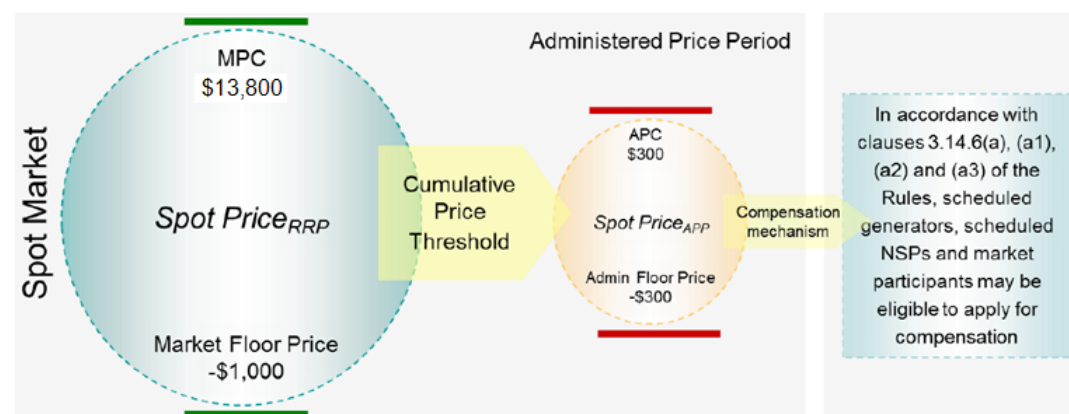 Spot Market
MPC
$13,800
Spot PriceRRP
Market Floor Price
-$1,000
Cumulative
Price
Threshold
Administered Price Period
APC
$300
Spot PriceAPP
Admin Floor Price
-$300
Compensation
mechanism
In accordance with
clauses 3.14.6(a), (a1),
(a2) and (a3) of the
Rules, scheduled
generators, scheduled
NSPs and market
participants may be
eligible to apply for
compensation